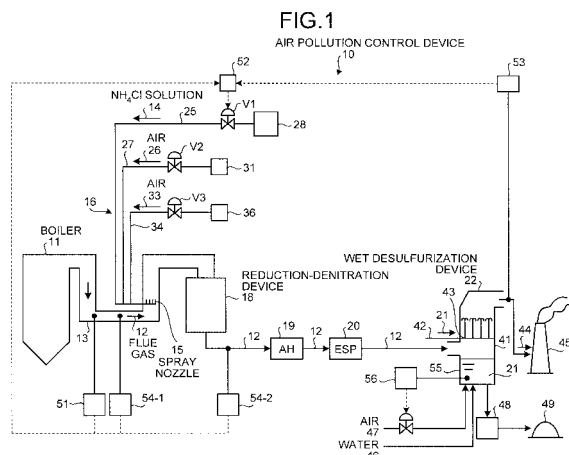 FIG.1
AIR POLLUTION CONTROL DEVICE
10
52
53
NH4Cl SOLUTION
14
25
V1
28
AIR
26
27
V2
31
AIR
33
34
V3
36
16
BOILER
11
WET DESULFURIZATION
DEVICE
22
REDUCTION-DENITRATION
DEVICE
18
12
FLUE
GAS
13
15
SPRAY
NOZZLE
12
19
AH
12
20
ESP
12
42
43
21
41
44
45
51
54-1
54-2
56
55
21
48
49
AIR
47
WATER
46